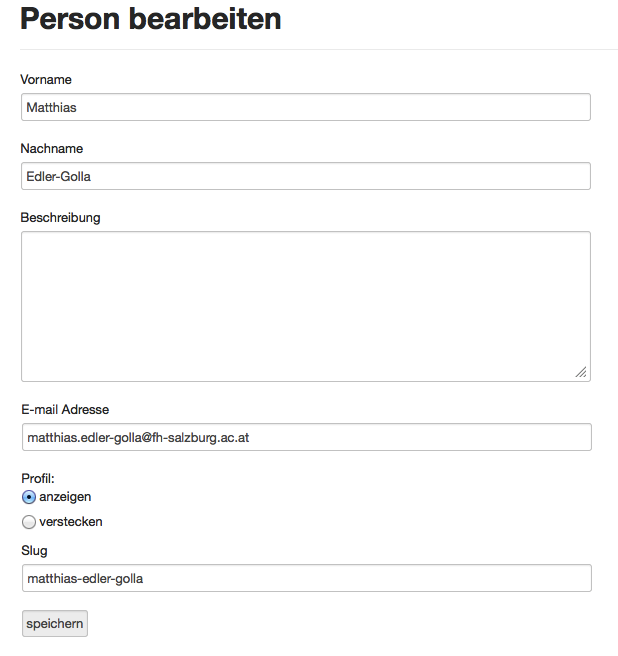 Person bearbeiten
Vorname
Matthias
Nachname
Edler-Golla
Beschreibung
E-mail Adresse
matthias.edler-golla@fh-salzburg.ac.at
Profil:
anzeigen
verstecken
Slug
matthias-edler-golla
speichern